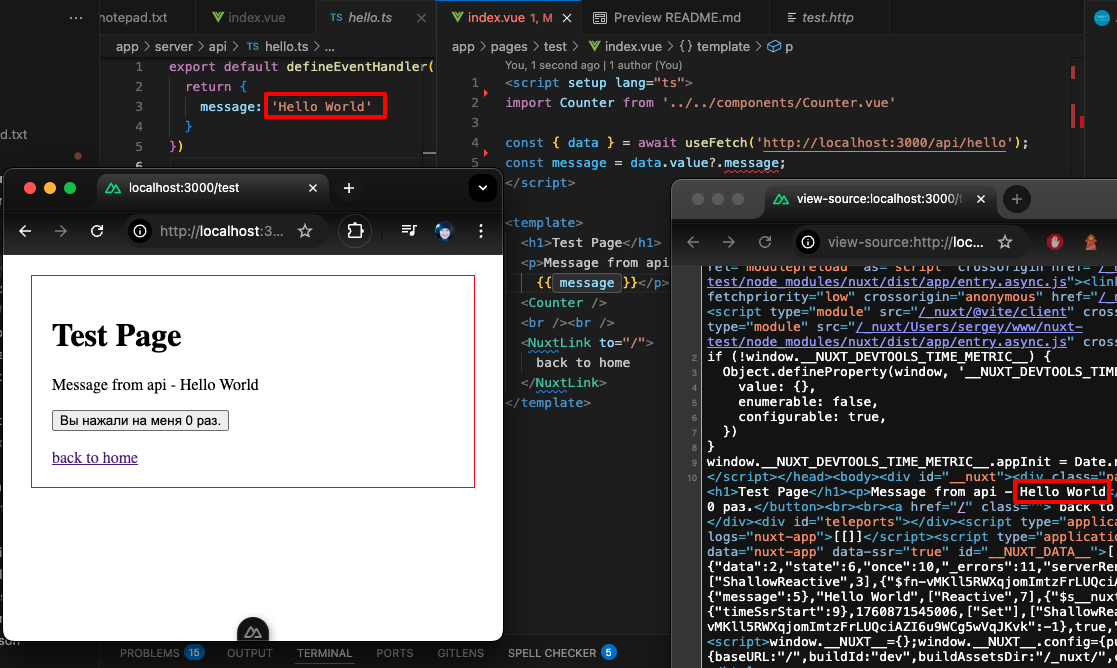 notepad.txt
index.vue
TS hello.ts
index.vue 1, M
Preview README.md
test.http
app > server > api > TS hello.ts > ...
app > pages > test > index.vue > {} template > p
1 export default defineEventHandler(
2 return {
3 message: 'Hello World'
4 }
5 })
6
d.txt
You, 1 second ago | 1 author (You)
1 <script setup lang="ts">
2 import Counter from '../../components/Counter.vue'
3
4 const { data } = await useFetch('http://localhost:3000/api/hello');
5 const message = data.value?.message;
</script>
<template>
<h1>Test Page</h1>
<p>Message from api
{{ message }}</p>
<Counter />
<br /><br />
<NuxtLink to="/">
back to home
</NuxtLink>
</template>
localhost:3000/test
http://localhost:3...
Test Page
Message from api - Hello World
Вы нажали на меня 0 раз.
back to home
view-source:localhost:3000/t
view-source:http://loc...
rel="modulepreload" as="script" crossorigin href="/_
test/node_modules/nuxt/dist/app/entry.async.js"><link
fetchpriority="low" crossorigin="anonymous" href="/_n
<script type="module" src="/_nuxt/@vite/client" cross
type="module" src="/_nuxt/Users/sergey/www/nuxt-
test/node_modules/nuxt/dist/app/entry.async.js" cross
2 if (!window.__NUXT_DEVTOOLS_TIME_METRIC__) {
3 Object.defineProperty(window, '__NUXT_DEVTOOLS_TIME
4 value: {},
5 enumerable: false,
6 configurable: true,
7 })
8 }
9 window.__NUXT_DEVTOOLS_TIME_METRIC__.appInit = Date.n
10 </script></head><body><div id="__nuxt"><div class="pa
<h1>Test Page</h1><p>Message from api - Hello World</
0 раз.</button><br><br><a href="/" class=""> back to
</div><div id="teleports"></div><script type="applica
logs="nuxt-app">[[]]</script><script type="applicatio
data="nuxt-app" data-ssr="true" id="__NUXT_DATA__">[
{"data":2,"state":6,"once":10,"_errors":11,"serverRen
["ShallowReactive",3],{"$fn-vMKll5RWXqjomImtzFrLUQciA
{"message":5},"Hello World",["Reactive",7],{"$s__nuxt
{"timeSsrStart":9},1760871545006,["Set"],["ShallowRea
vMKll5RWXqjomImtzFrLUQciAZI6u9WCg5wVqJKvk":-1},true,"
<script>window.__NUXT__={};window.__NUXT__.config={pu
{baseURL:"/",buildId:"dev",buildAssetsDir:"/_nuxt/",c
PROBLEMS 15 OUTPUT TERMINAL PORTS GITLENS SPELL CHECKER 5